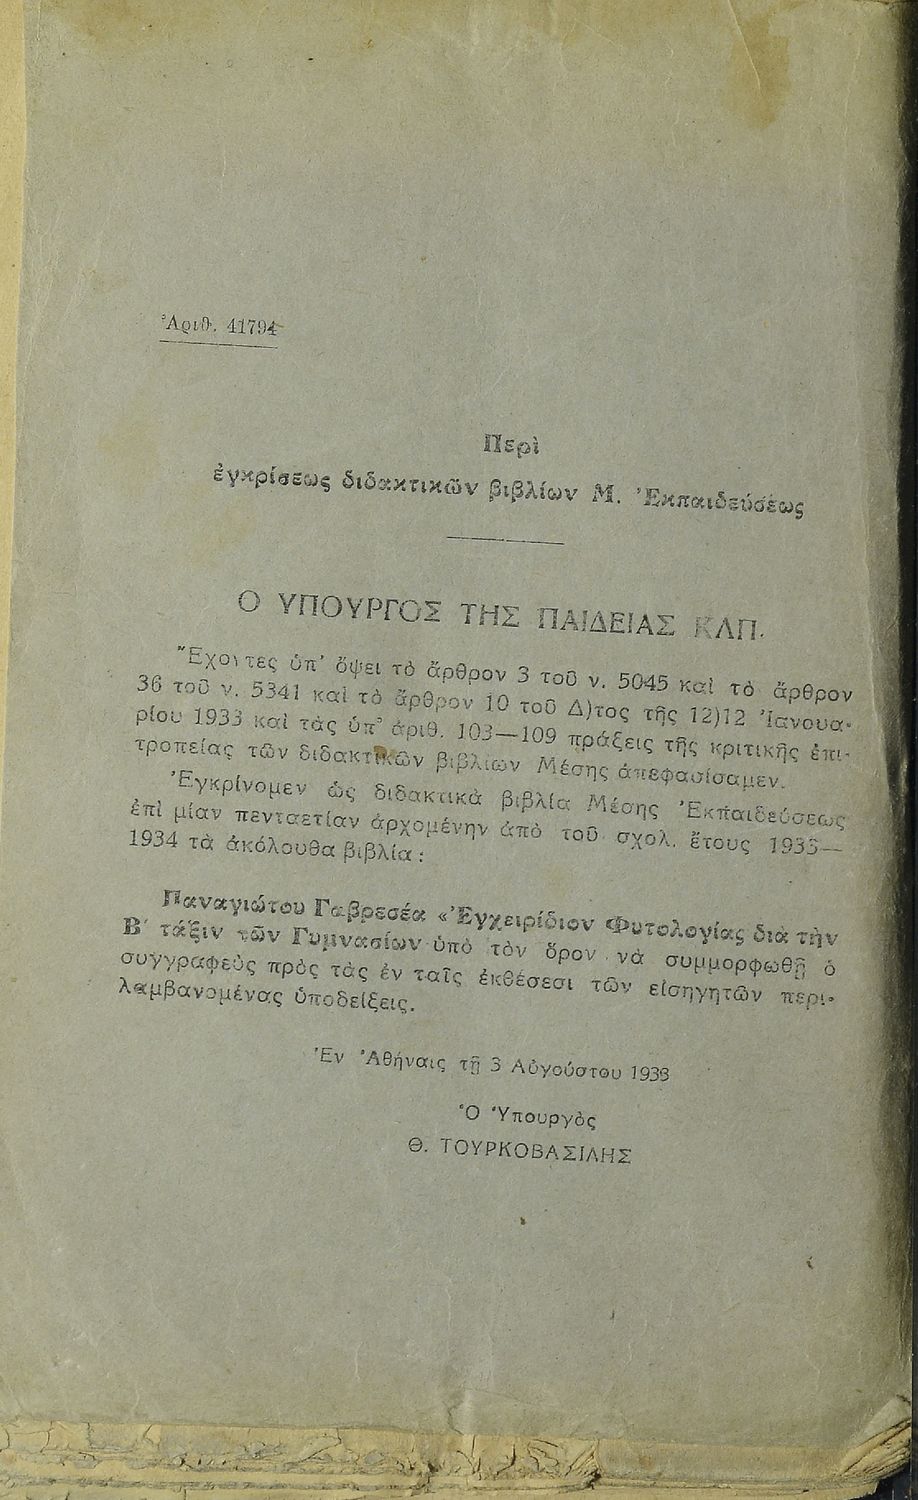 Ἀριθ. 41794
Περὶ
ἐγκρίσεως διδακτικῶν βιβλίων Μ. Ἐκπαιδεύσέως
Ο ΥΠΟΥΡΓΟΣ ΤΗΣ ΠΑΙΔΕΙΑΣ ΚΛΠ.
Ἔχοντες ὑπ' ὄψει τὸ ἄρθρον 3 τοῦ ν. 5045 καὶ τὸ ἄρθρον
36 τοῦ ν. 5341 καὶ τὸ ἄρθρον 10 τοῦ Δ)τος τῆς 12)12 Ἰανουα-
ρίου 1933 καὶ τὰς ὑπ' ἀριθ. 103—109 πράξεις τῆς κριτικῆς ἐπι-
τροπείας τῶν διδακτικῶν βιβλίων Μέσης ἀπεφασίσαμεν.
Ἐγκρίνομεν ὡς διδακτικὰ βιβλία Μέσης Ἐκπαιδεύσεως
ἐπὶ μίαν πενταετίαν ἀρχομένην ἀπὸ τοῦ σχολ. ἔτους 1933—
1934 τὰ ἀκόλουθα βιβλία :
Παναγιώτου Γαβρεσέα «Ἐγχειρίδιον Φυτολογίας διὰ τὴν
Β΄ τάξιν τῶν Γυμνασίων ὑπὸ τὸν ὅρον νὰ συμμορφωθῇ ὁ
συγγραφεὺς πρὸς τὰς ἐν ταῖς ἐκθέσεσι τῶν εἰσηγητῶν περι-
λαμβανομένας ὑποδείξεις.
Ἐν Ἀθήναις τῇ 3 Αὐγούστου 1933
Ὁ Ὑπουργὸς
Θ. ΤΟΥΡΚΟΒΑΣΙΛΗΣ